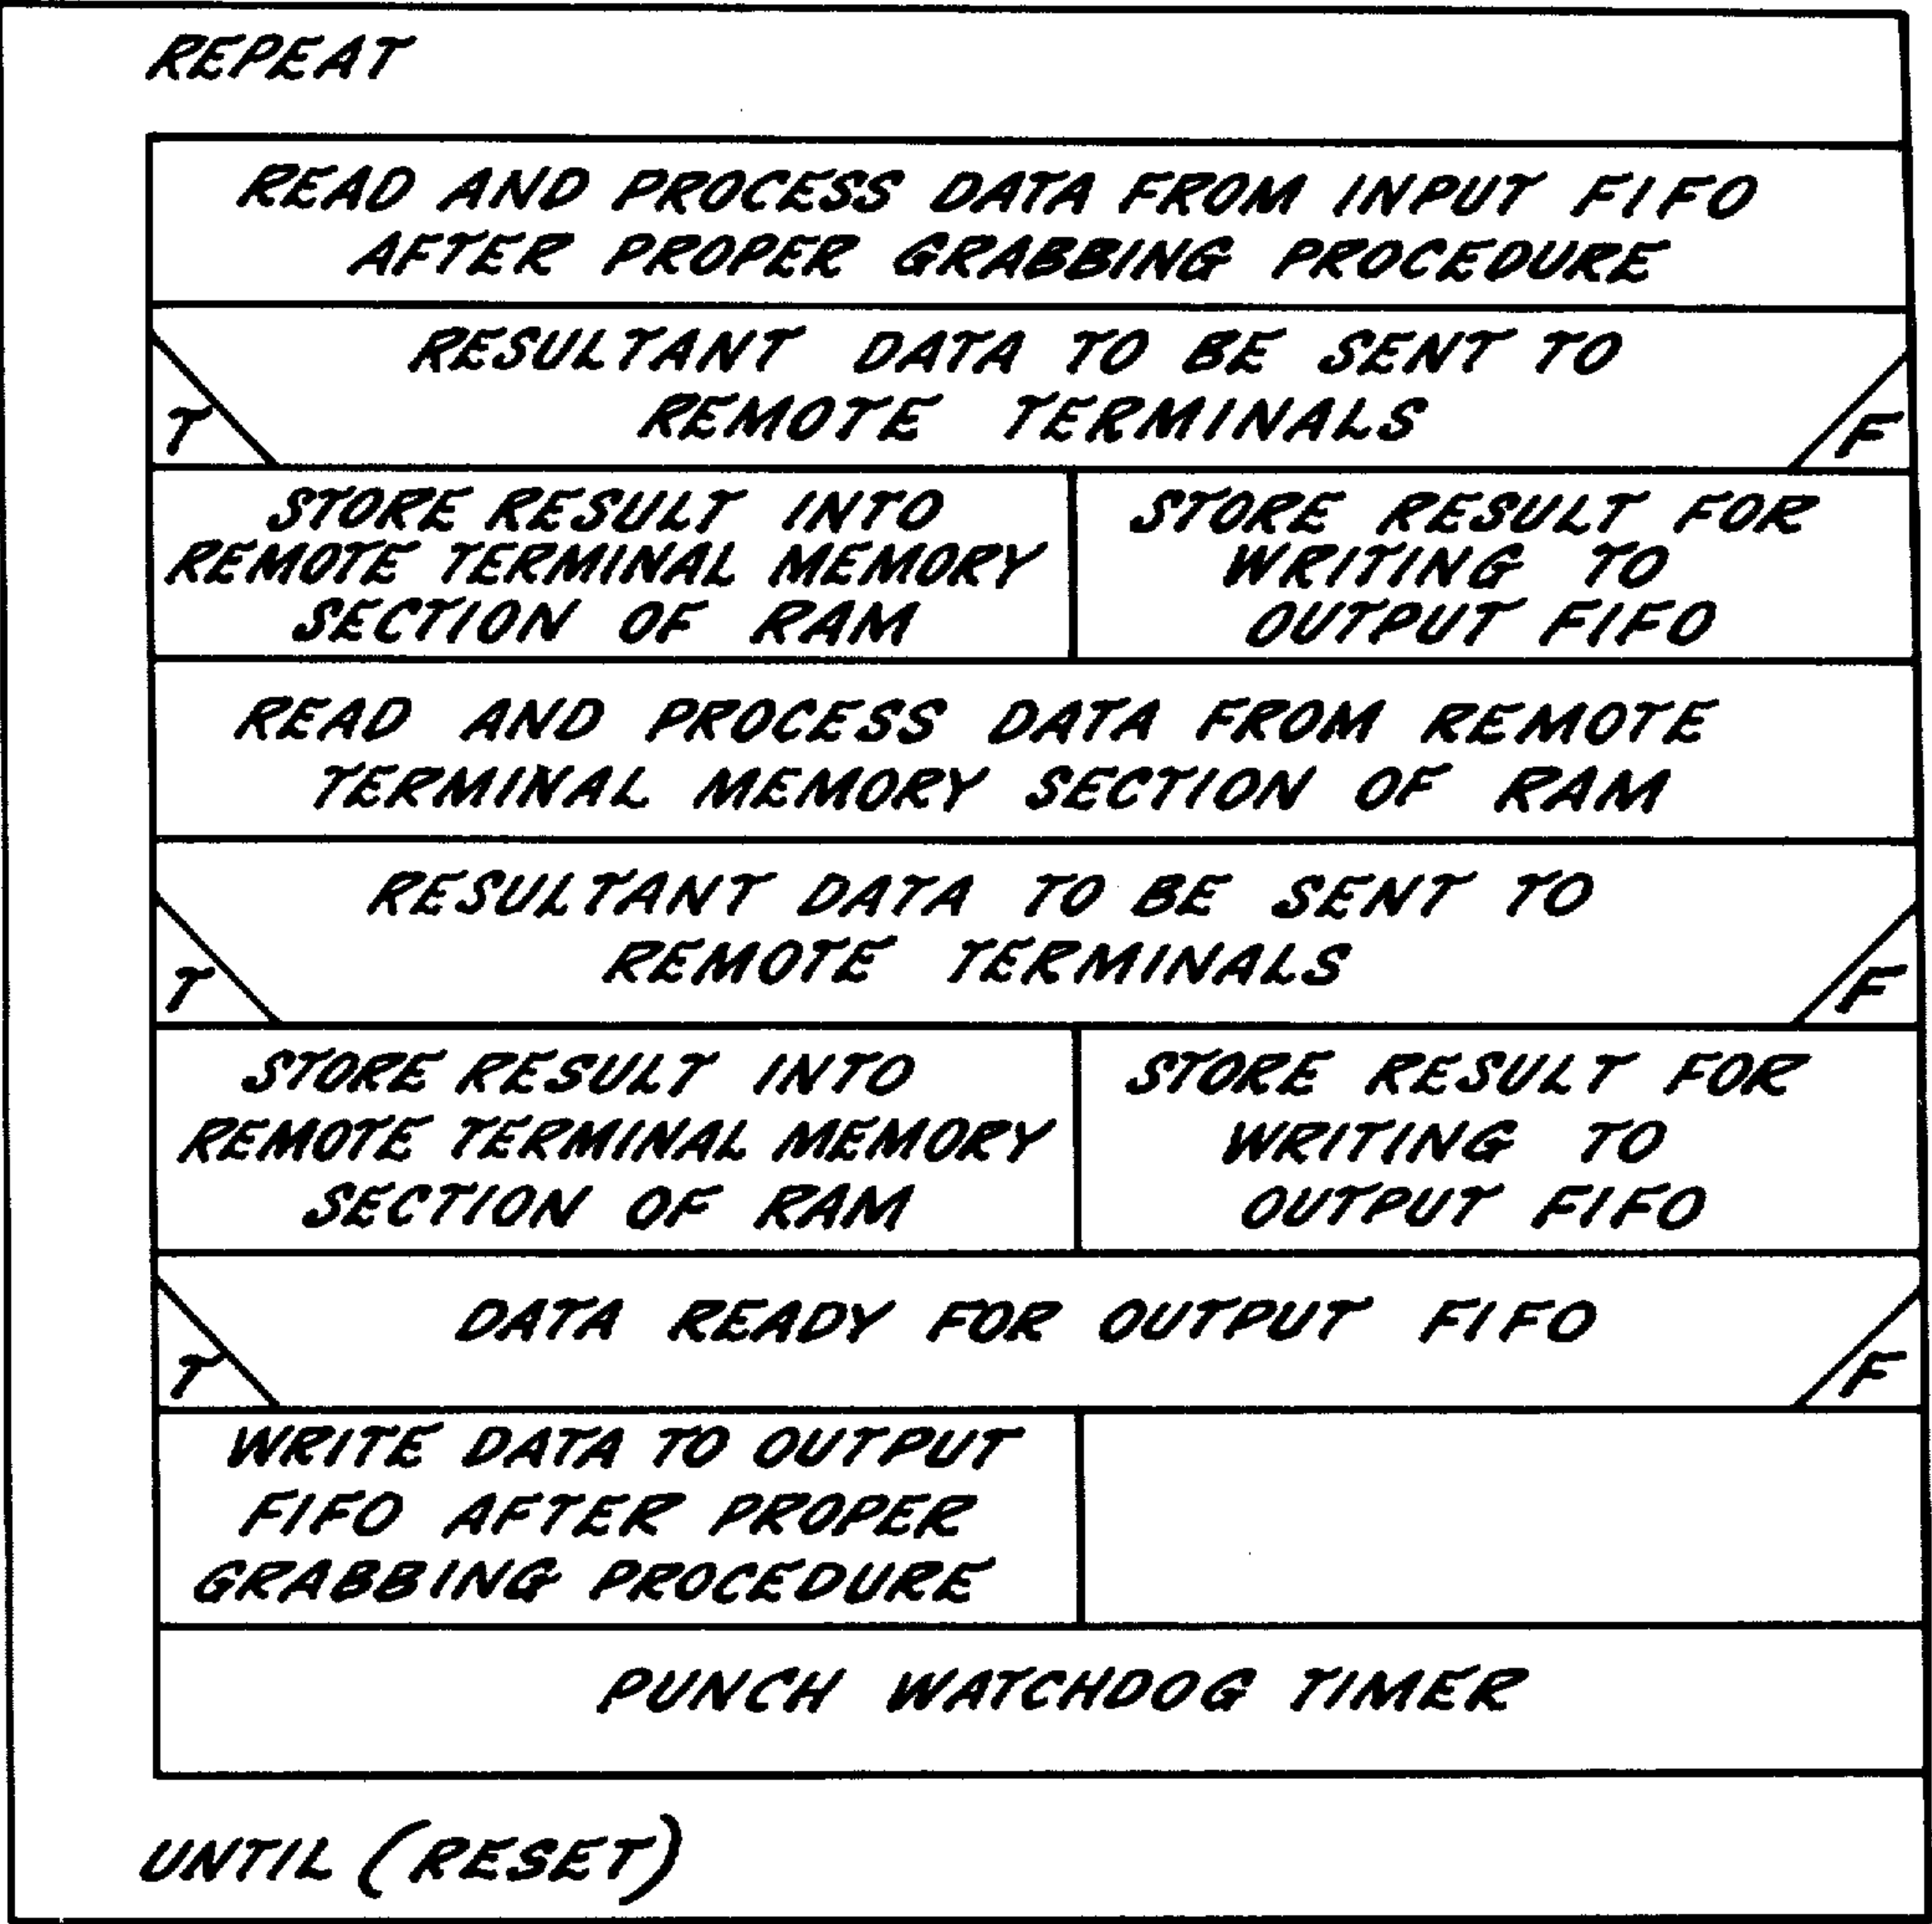 REPEAT
READ AND PROCESS DATA FROM INPUT FIFO
AFTER PROPER GRABBING PROCEDURE
RESULTANT DATA TO BE SENT TO
REMOTE TERMINALS
T
F
STORE RESULT INTO
REMOTE TERMINAL MEMORY
SECTION OF RAM
STORE RESULT FOR
WRITING TO
OUTPUT FIFO
READ AND PROCESS DATA FROM REMOTE
TERMINAL MEMORY SECTION OF RAM
RESULTANT DATA TO BE SENT TO
REMOTE TERMINALS
T
F
STORE RESULT INTO
REMOTE TERMINAL MEMORY
SECTION OF RAM
STORE RESULT FOR
WRITING TO
OUTPUT FIFO
DATA READY FOR OUTPUT FIFO
T
F
WRITE DATA TO OUTPUT
FIFO AFTER PROPER
GRABBING PROCEDURE
PUNCH WATCHDOG TIMER
UNTIL (RESET)